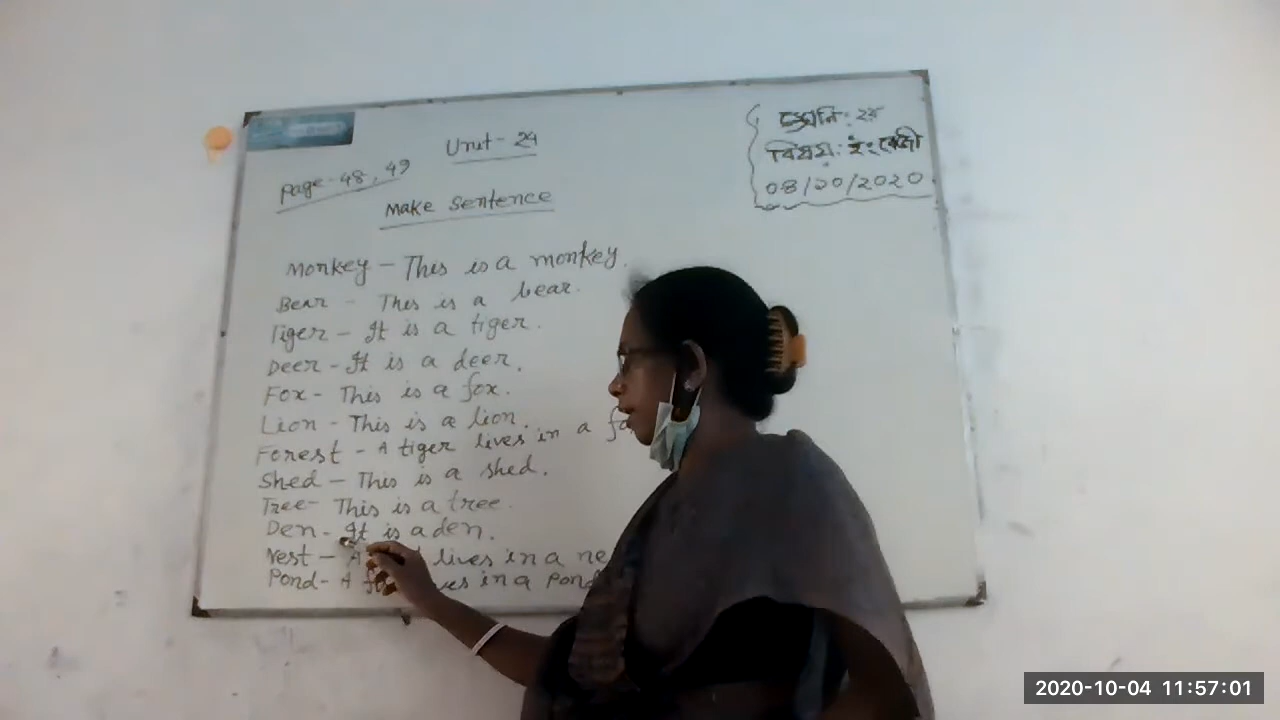 Unit - 24
Page - 48, 49
Make Sentence
বিষয়: ইংরেজী
08/10/2020
Monkey - This is a monkey.
Bear - This is a bear.
Tiger - It is a tiger.
Deer - It is a deer.
Fox - This is a fox.
Lion - This is a lion.
Forest - A tiger lives in a
Shed - This is a shed.
Tree - This is a tree.
Den - It is a den.
Nest - A lives in a
Pond - A in a pond
2020-10-04 11:57:01